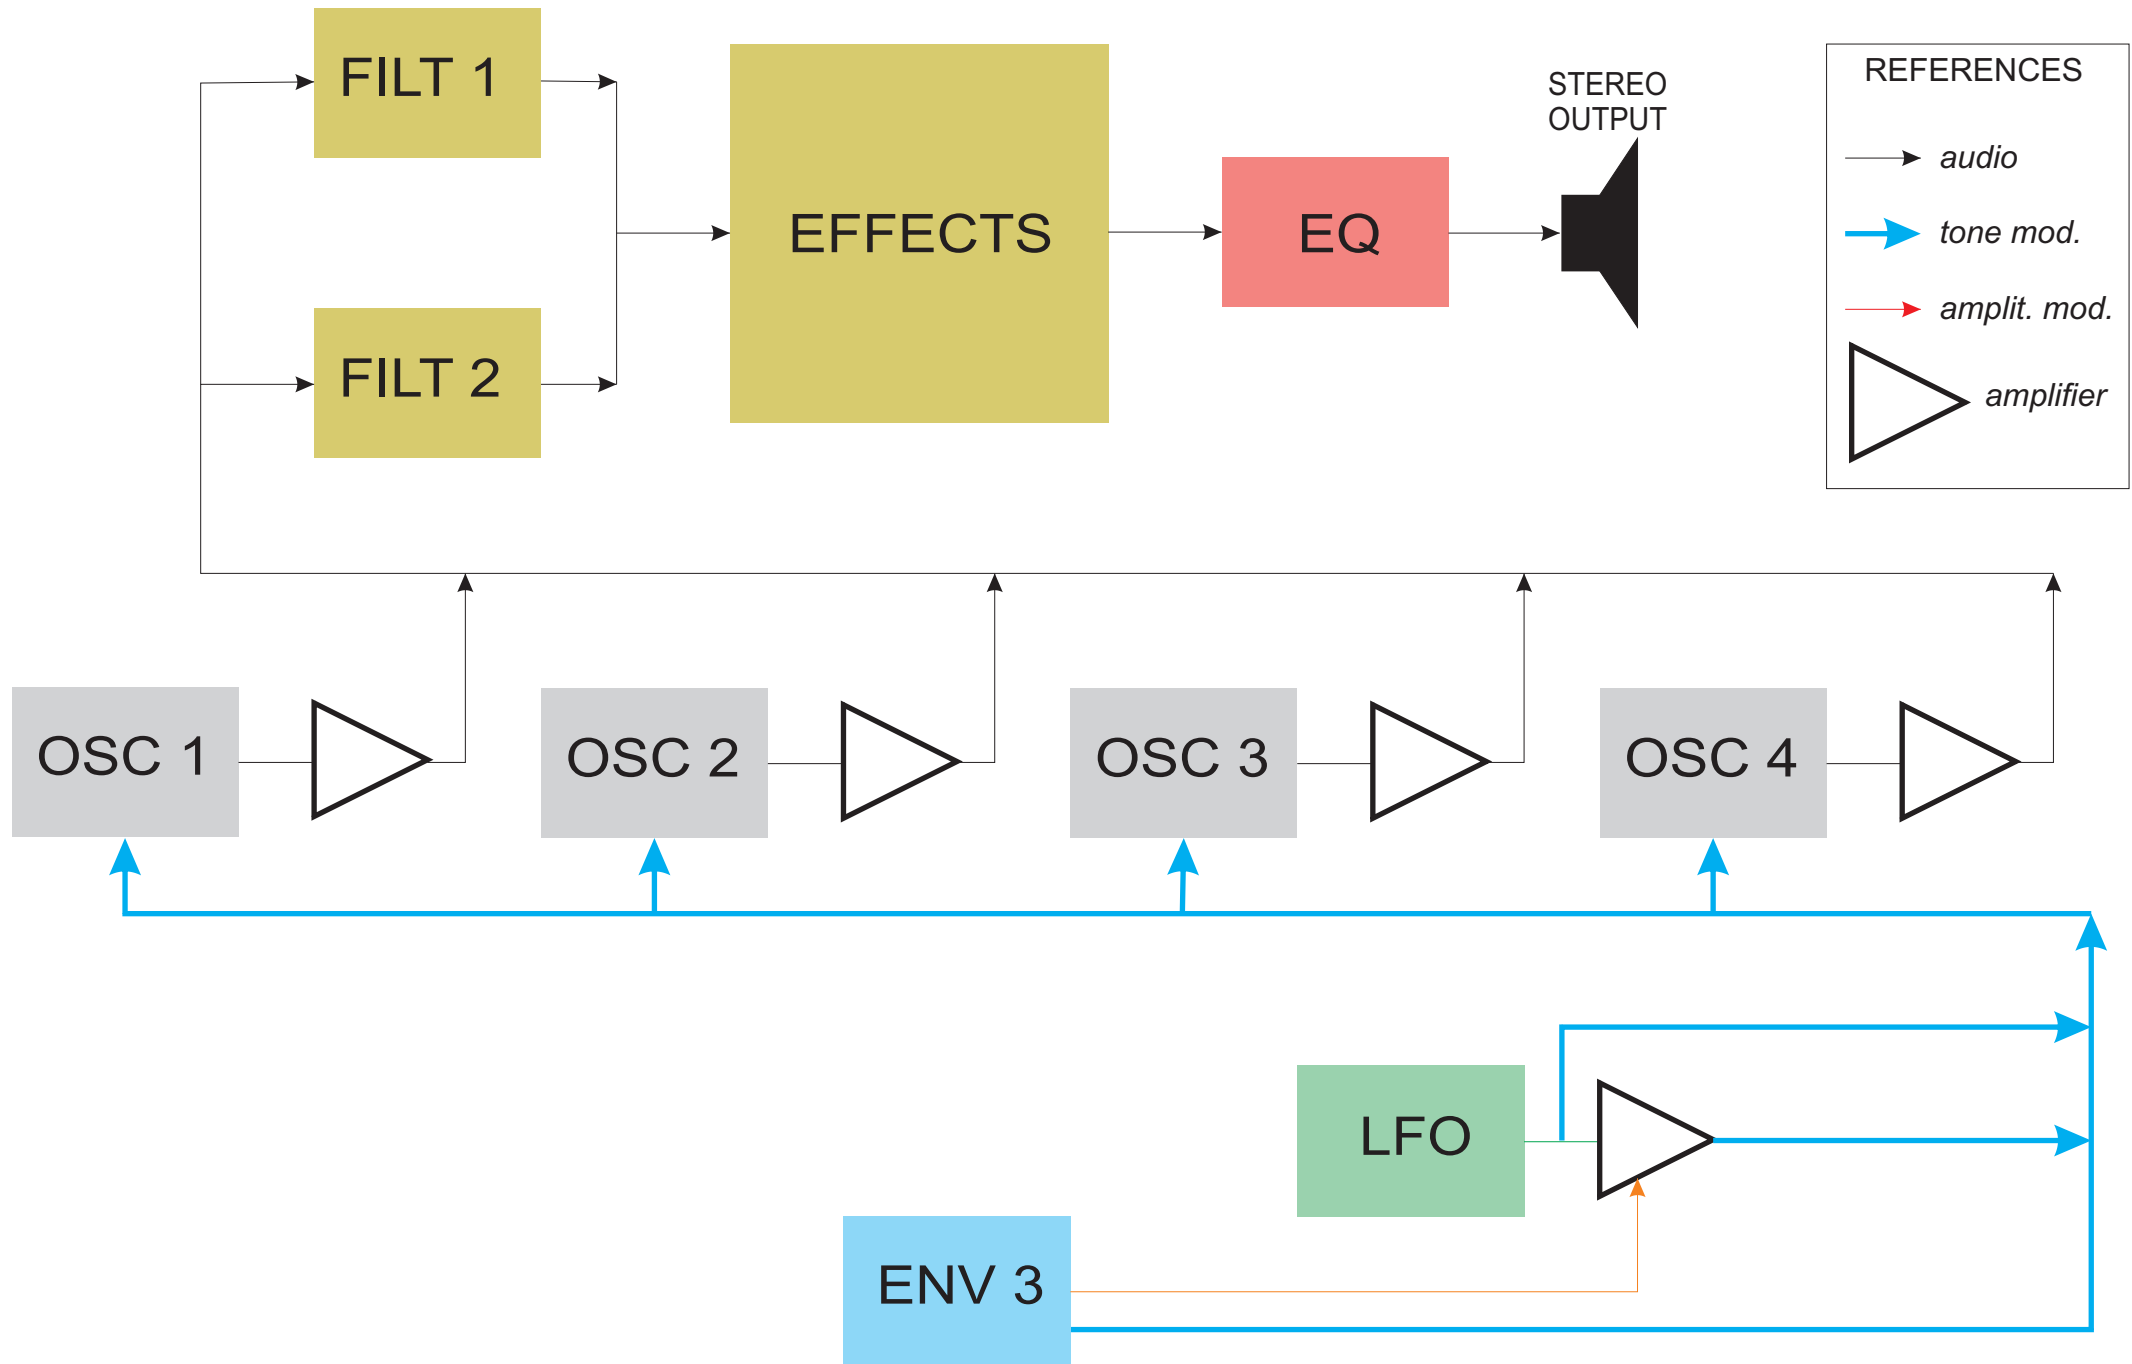 FILT 1
FILT 2
EFFECTS
EQ
STEREO
OUTPUT
REFERENCES
audio
tone mod.
amplit. mod.
amplifier
OSC 1
OSC 2
OSC 3
OSC 4
LFO
ENV 3